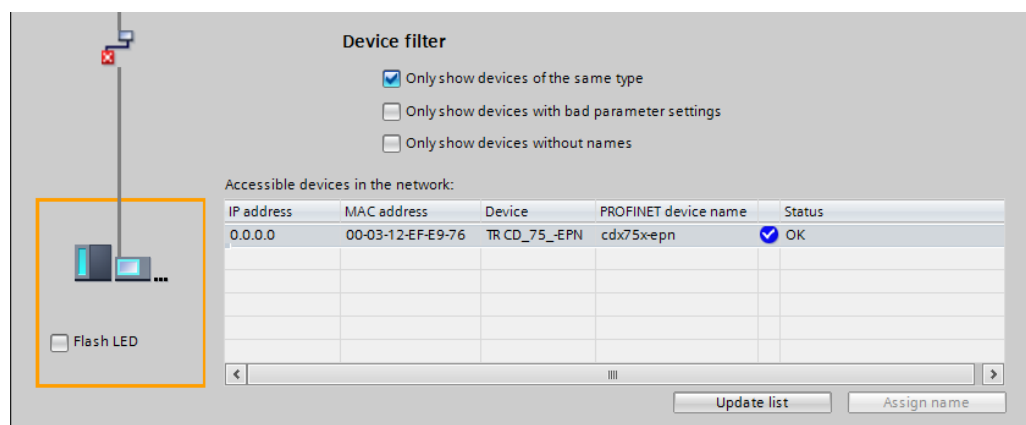 Device filter
Only show devices of the same type
Only show devices with bad parameter settings
Only show devices without names
Accessible devices in the network:
IP address MAC address Device PROFINET device name Status
0.0.0.0 00-03-12-EF-E9-76 TR CD_75_-EPN cdx75x-epn OK
...
Flash LED
Update list Assign name